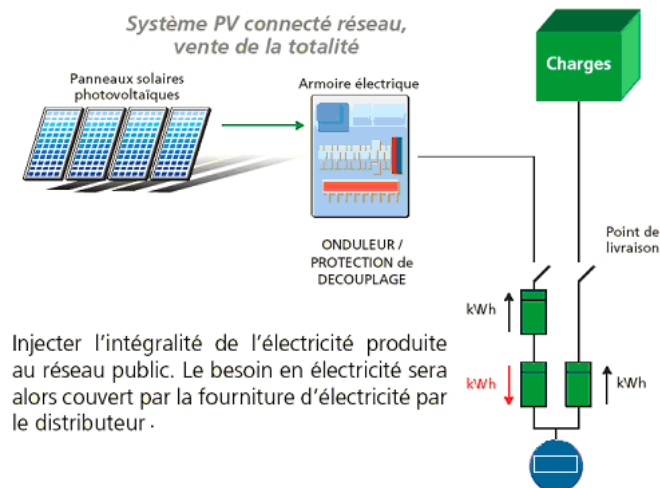 Système PV connecté réseau,
vente de la totalité
Panneaux solaires
photovoltaïques
Armoire électrique
Charges
ONDULEUR /
PROTECTION de
DECOUPLAGE
Point de
livraison
kWh
kWh
kWh
Injecter l'intégralité de l'électricité produite
au réseau public. Le besoin en électricité sera
alors couvert par la fourniture d'électricité par
le distributeur .